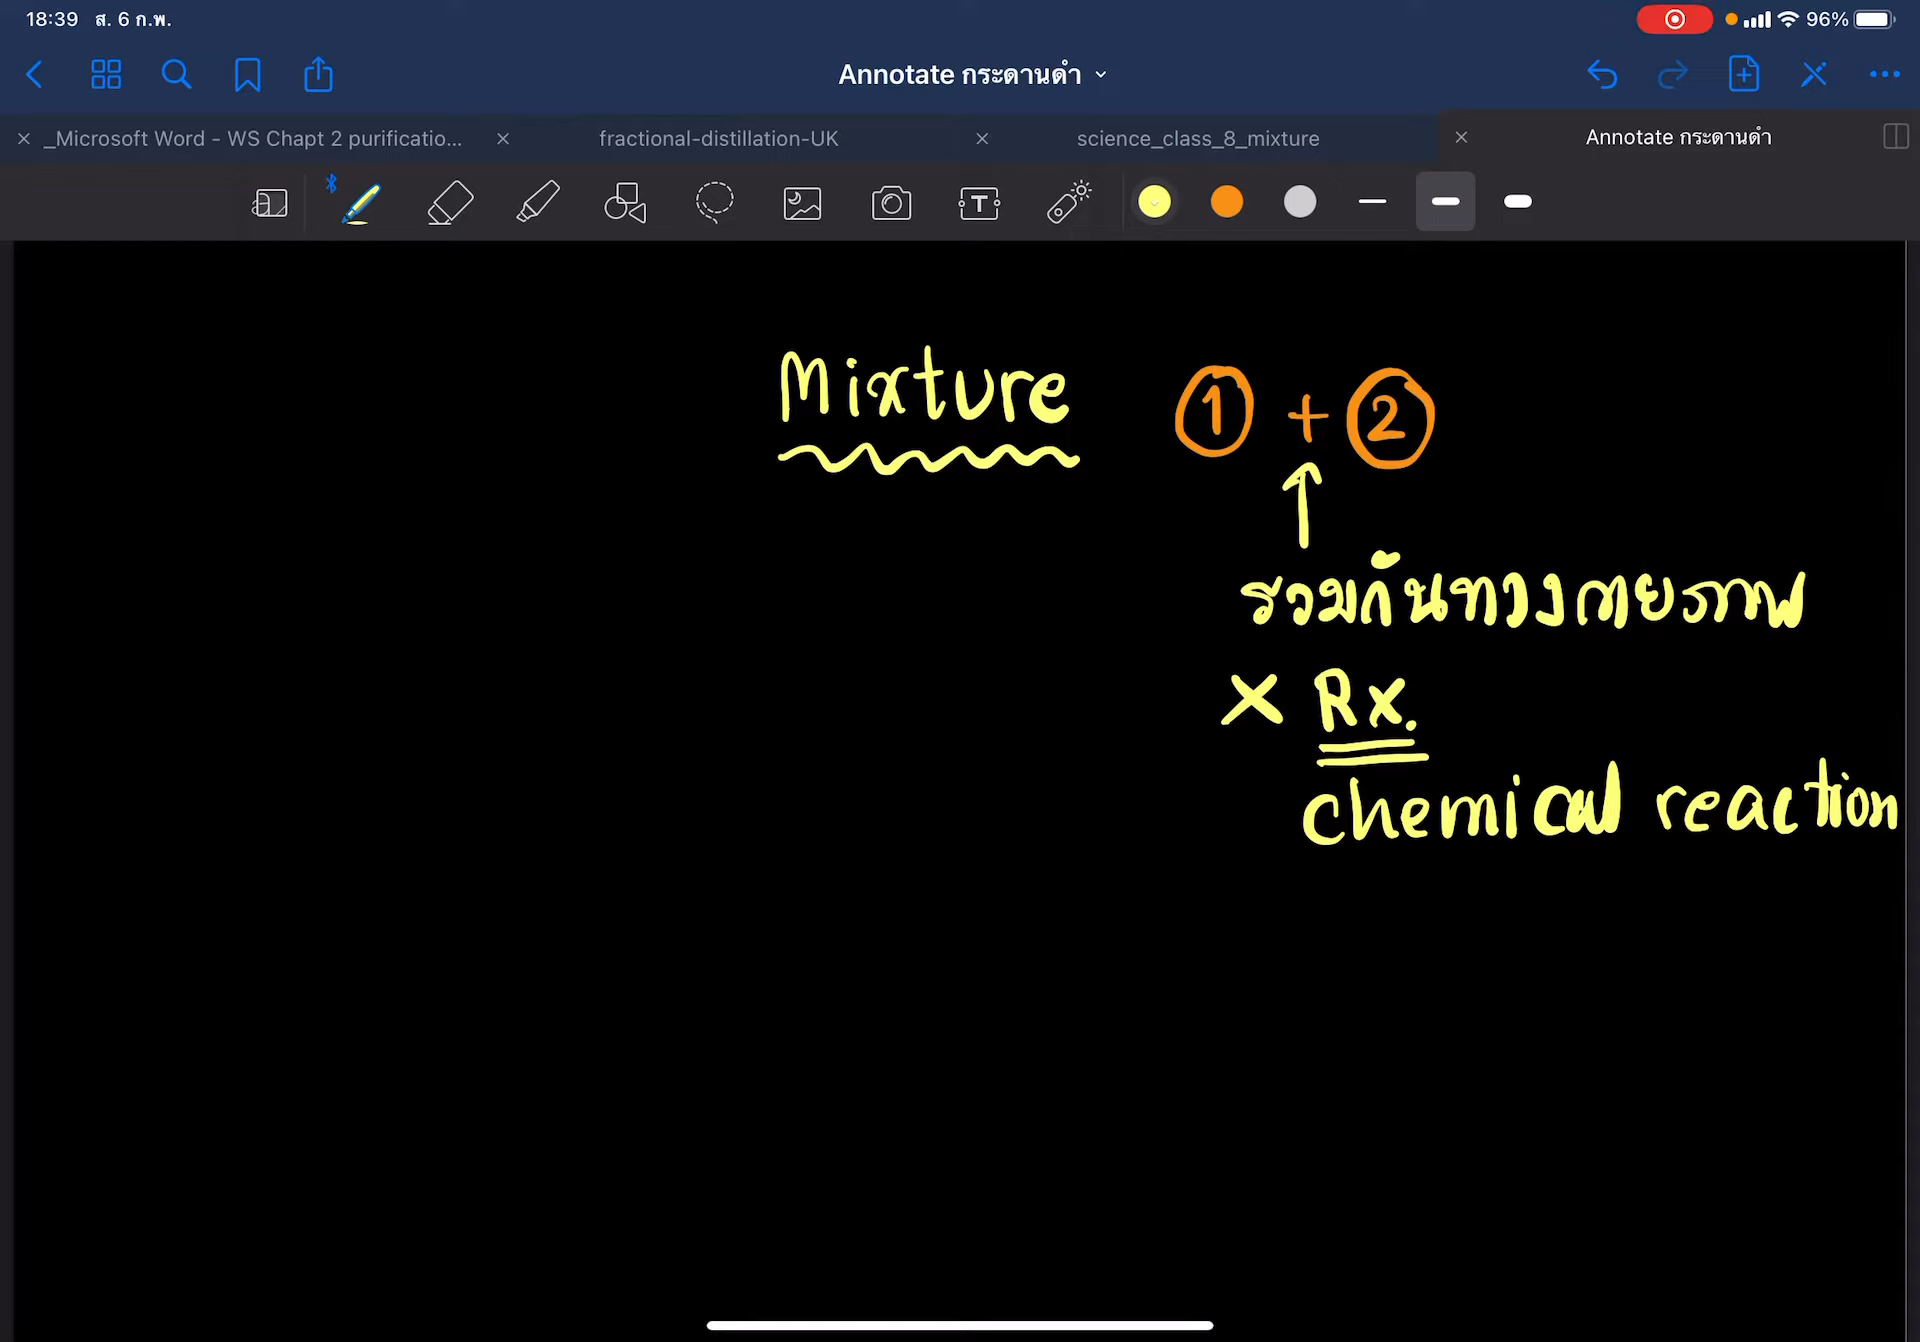 18:39 ส. 6 ก.พ. 96%
Annotate กระดานดำ
_Microsoft Word - WS Chapt 2 purificatio... fractional-distillation-UK science_class_8_mixture Annotate กระดานดำ
T
Mixture 1 + 2
รวมกันทางกายภาพ
× Rx.
chemical reaction